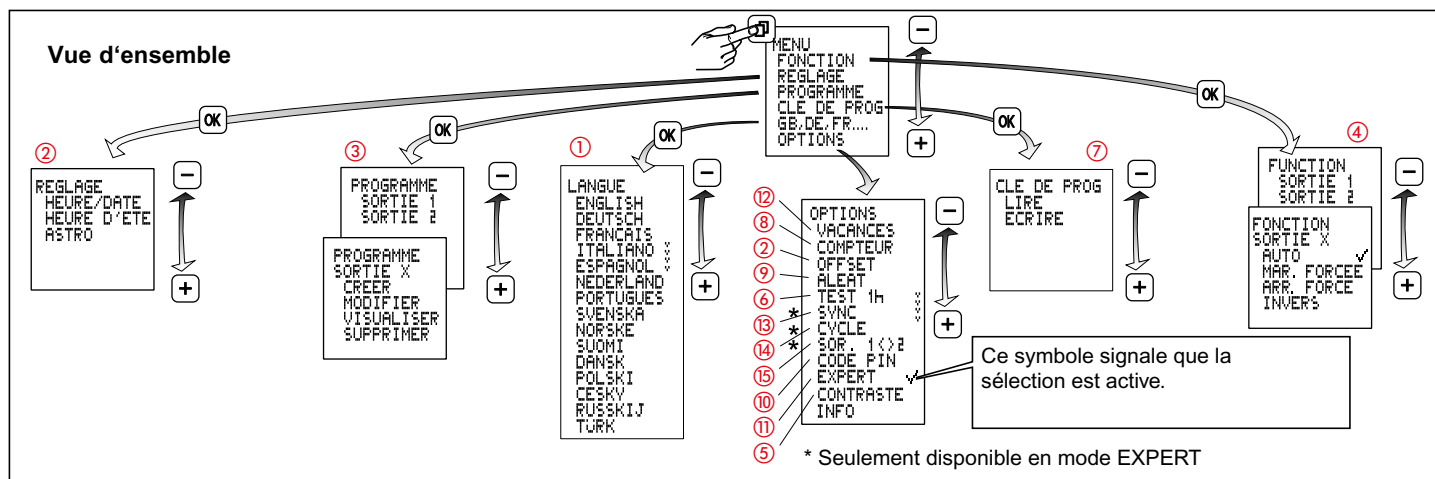 Vue d‘ensemble
MENU
FONCTION
REGLAGE
PROGRAMME
CLE DE PROG
GB,DE,FR....
OPTIONS
−
+
OK
OK
OK
OK
OK
②
REGLAGE
HEURE/DATE
HEURE D'ETE
ASTRO
−
+
③
PROGRAMME
SORTIE 1
SORTIE 2
PROGRAMME
SORTIE X
CREER
MODIFIER
VISUALISER
SUPPRIMER
−
+
①
LANGUE
ENGLISH
DEUTSCH
FRANCAIS
ITALIANO
ESPAGNOL
NEDERLAND
PORTUGUES
SVENSKA
NORSKE
SUOMI
DANSK
POLSKI
CESKY
RUSSKIJ
TÜRK
−
+
OPTIONS
⑫ VACANCES
⑧ COMPTEUR
② OFFSET
⑨ ALEAT
⑥ TEST 1h
⑬ * SYNC
⑭ * CYCLE
⑮ * SOR. 1<>2
⑩ CODE PIN
⑪ EXPERT ✓
⑤ CONTRASTE
INFO
−
+
⑦
CLE DE PROG
LIRE
ECRIRE
−
+
④
FUNCTION
SORTIE 1
SORTIE 2
FONCTION
SORTIE X
AUTO ✓
MAR. FORCEE
ARR. FORCE
INVERS
−
+
Ce symbole signale que la
sélection est active.
* Seulement disponible en mode EXPERT